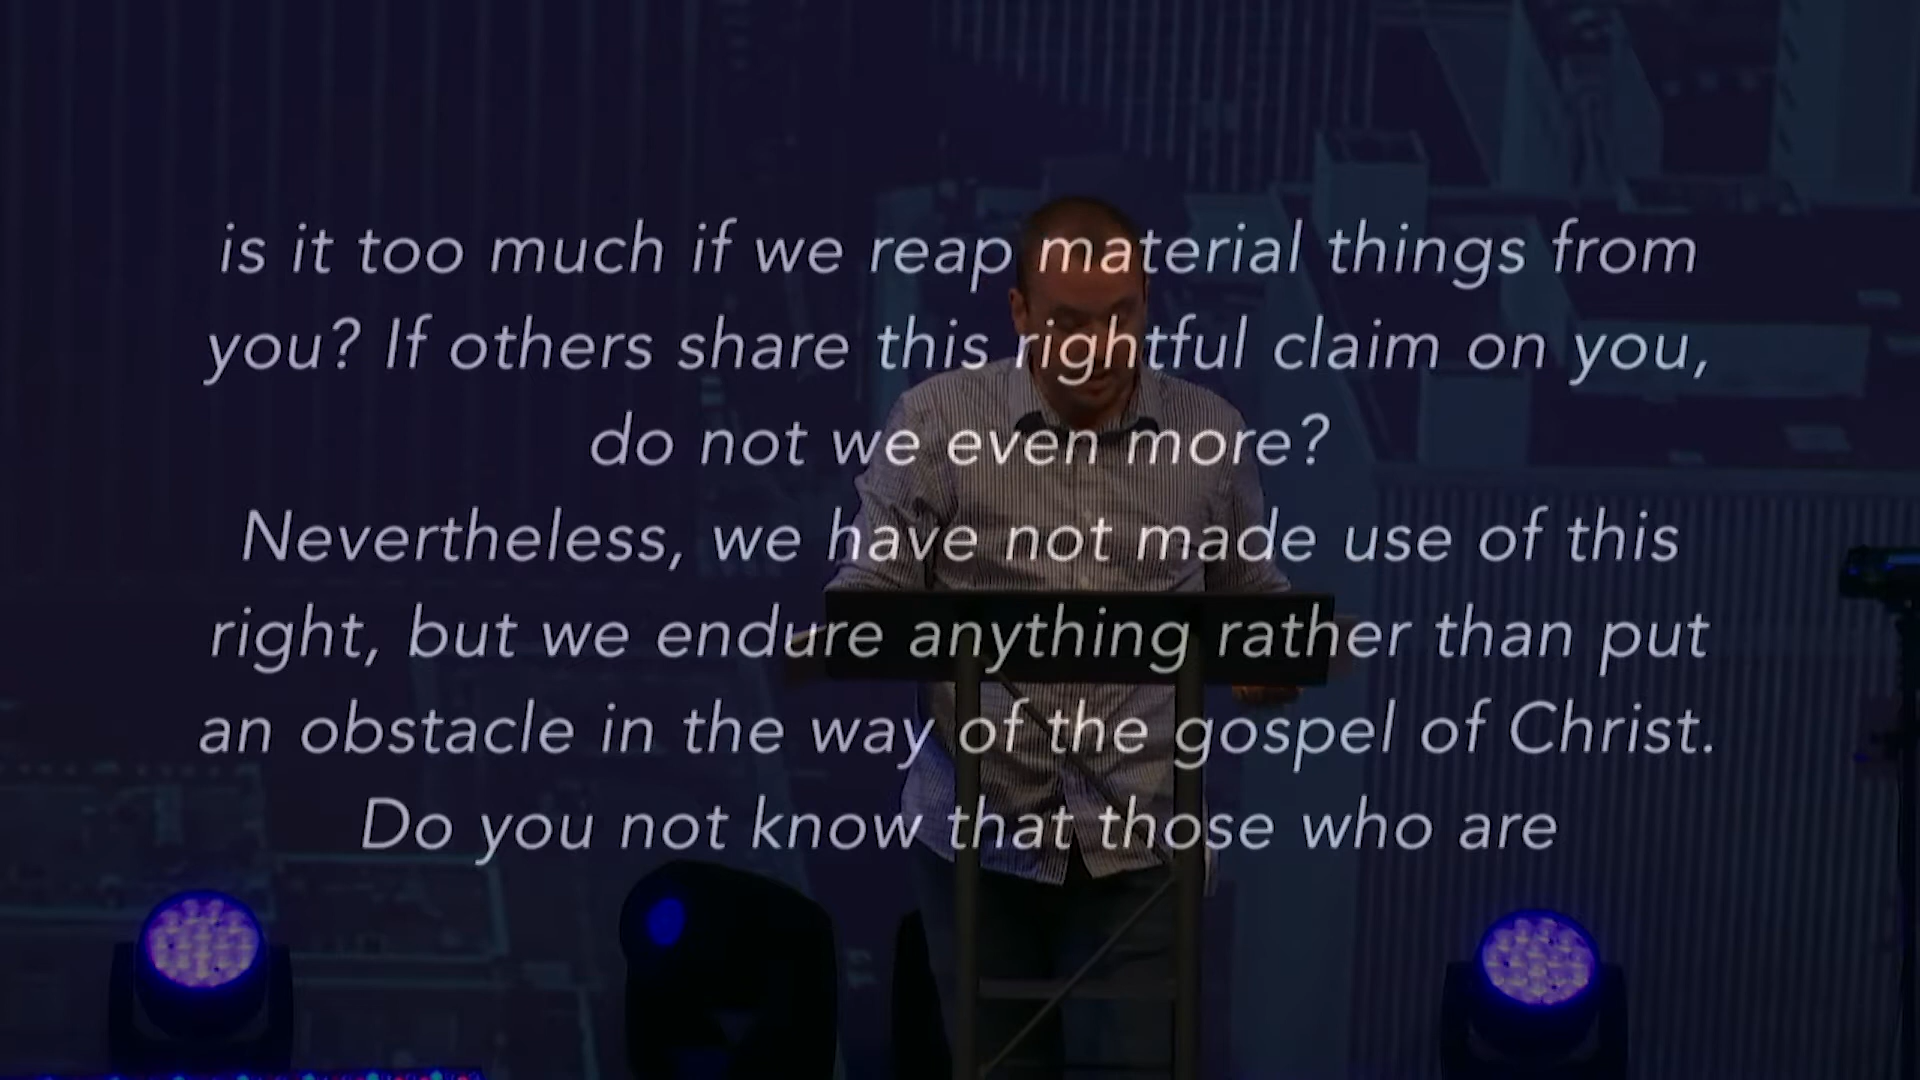 is it too much if we reap material things from
you? If others share this rightful claim on you,
do not we even more?
Nevertheless, we have not made use of this
right, but we endure anything rather than put
an obstacle in the way of the gospel of Christ.
Do you not know that those who are